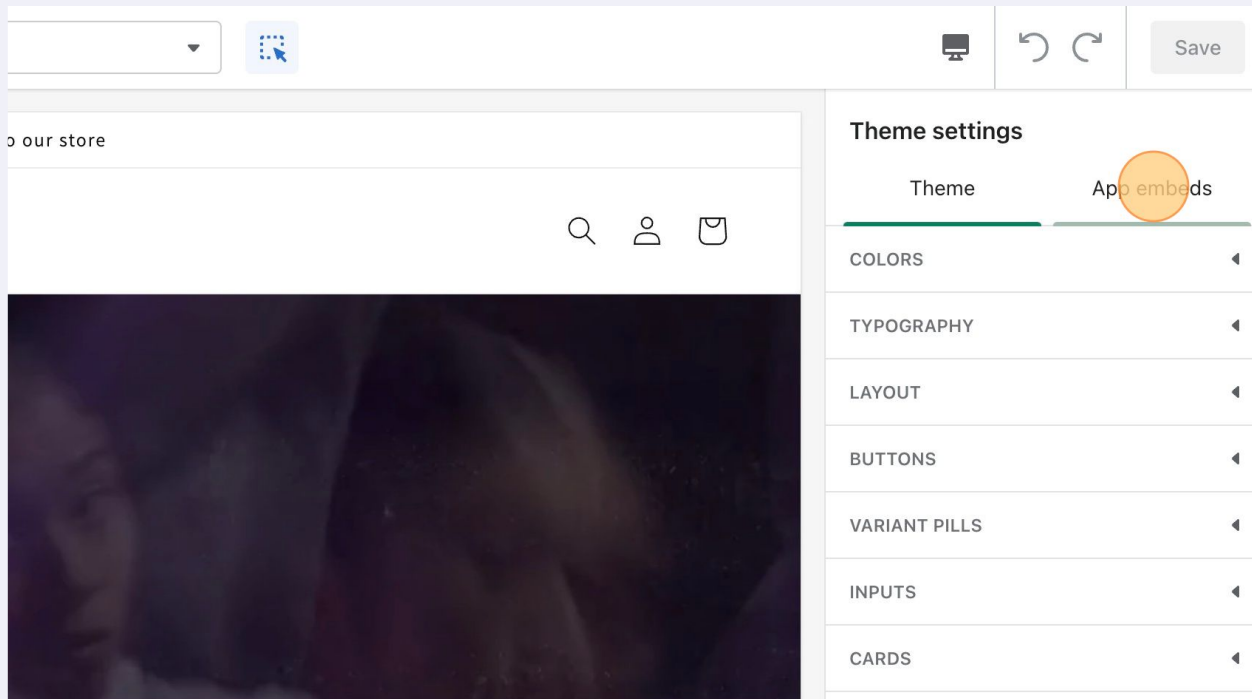 Save
our store
Theme settings
Theme
App embeds
COLORS
TYPOGRAPHY
LAYOUT
BUTTONS
VARIANT PILLS
INPUTS
CARDS